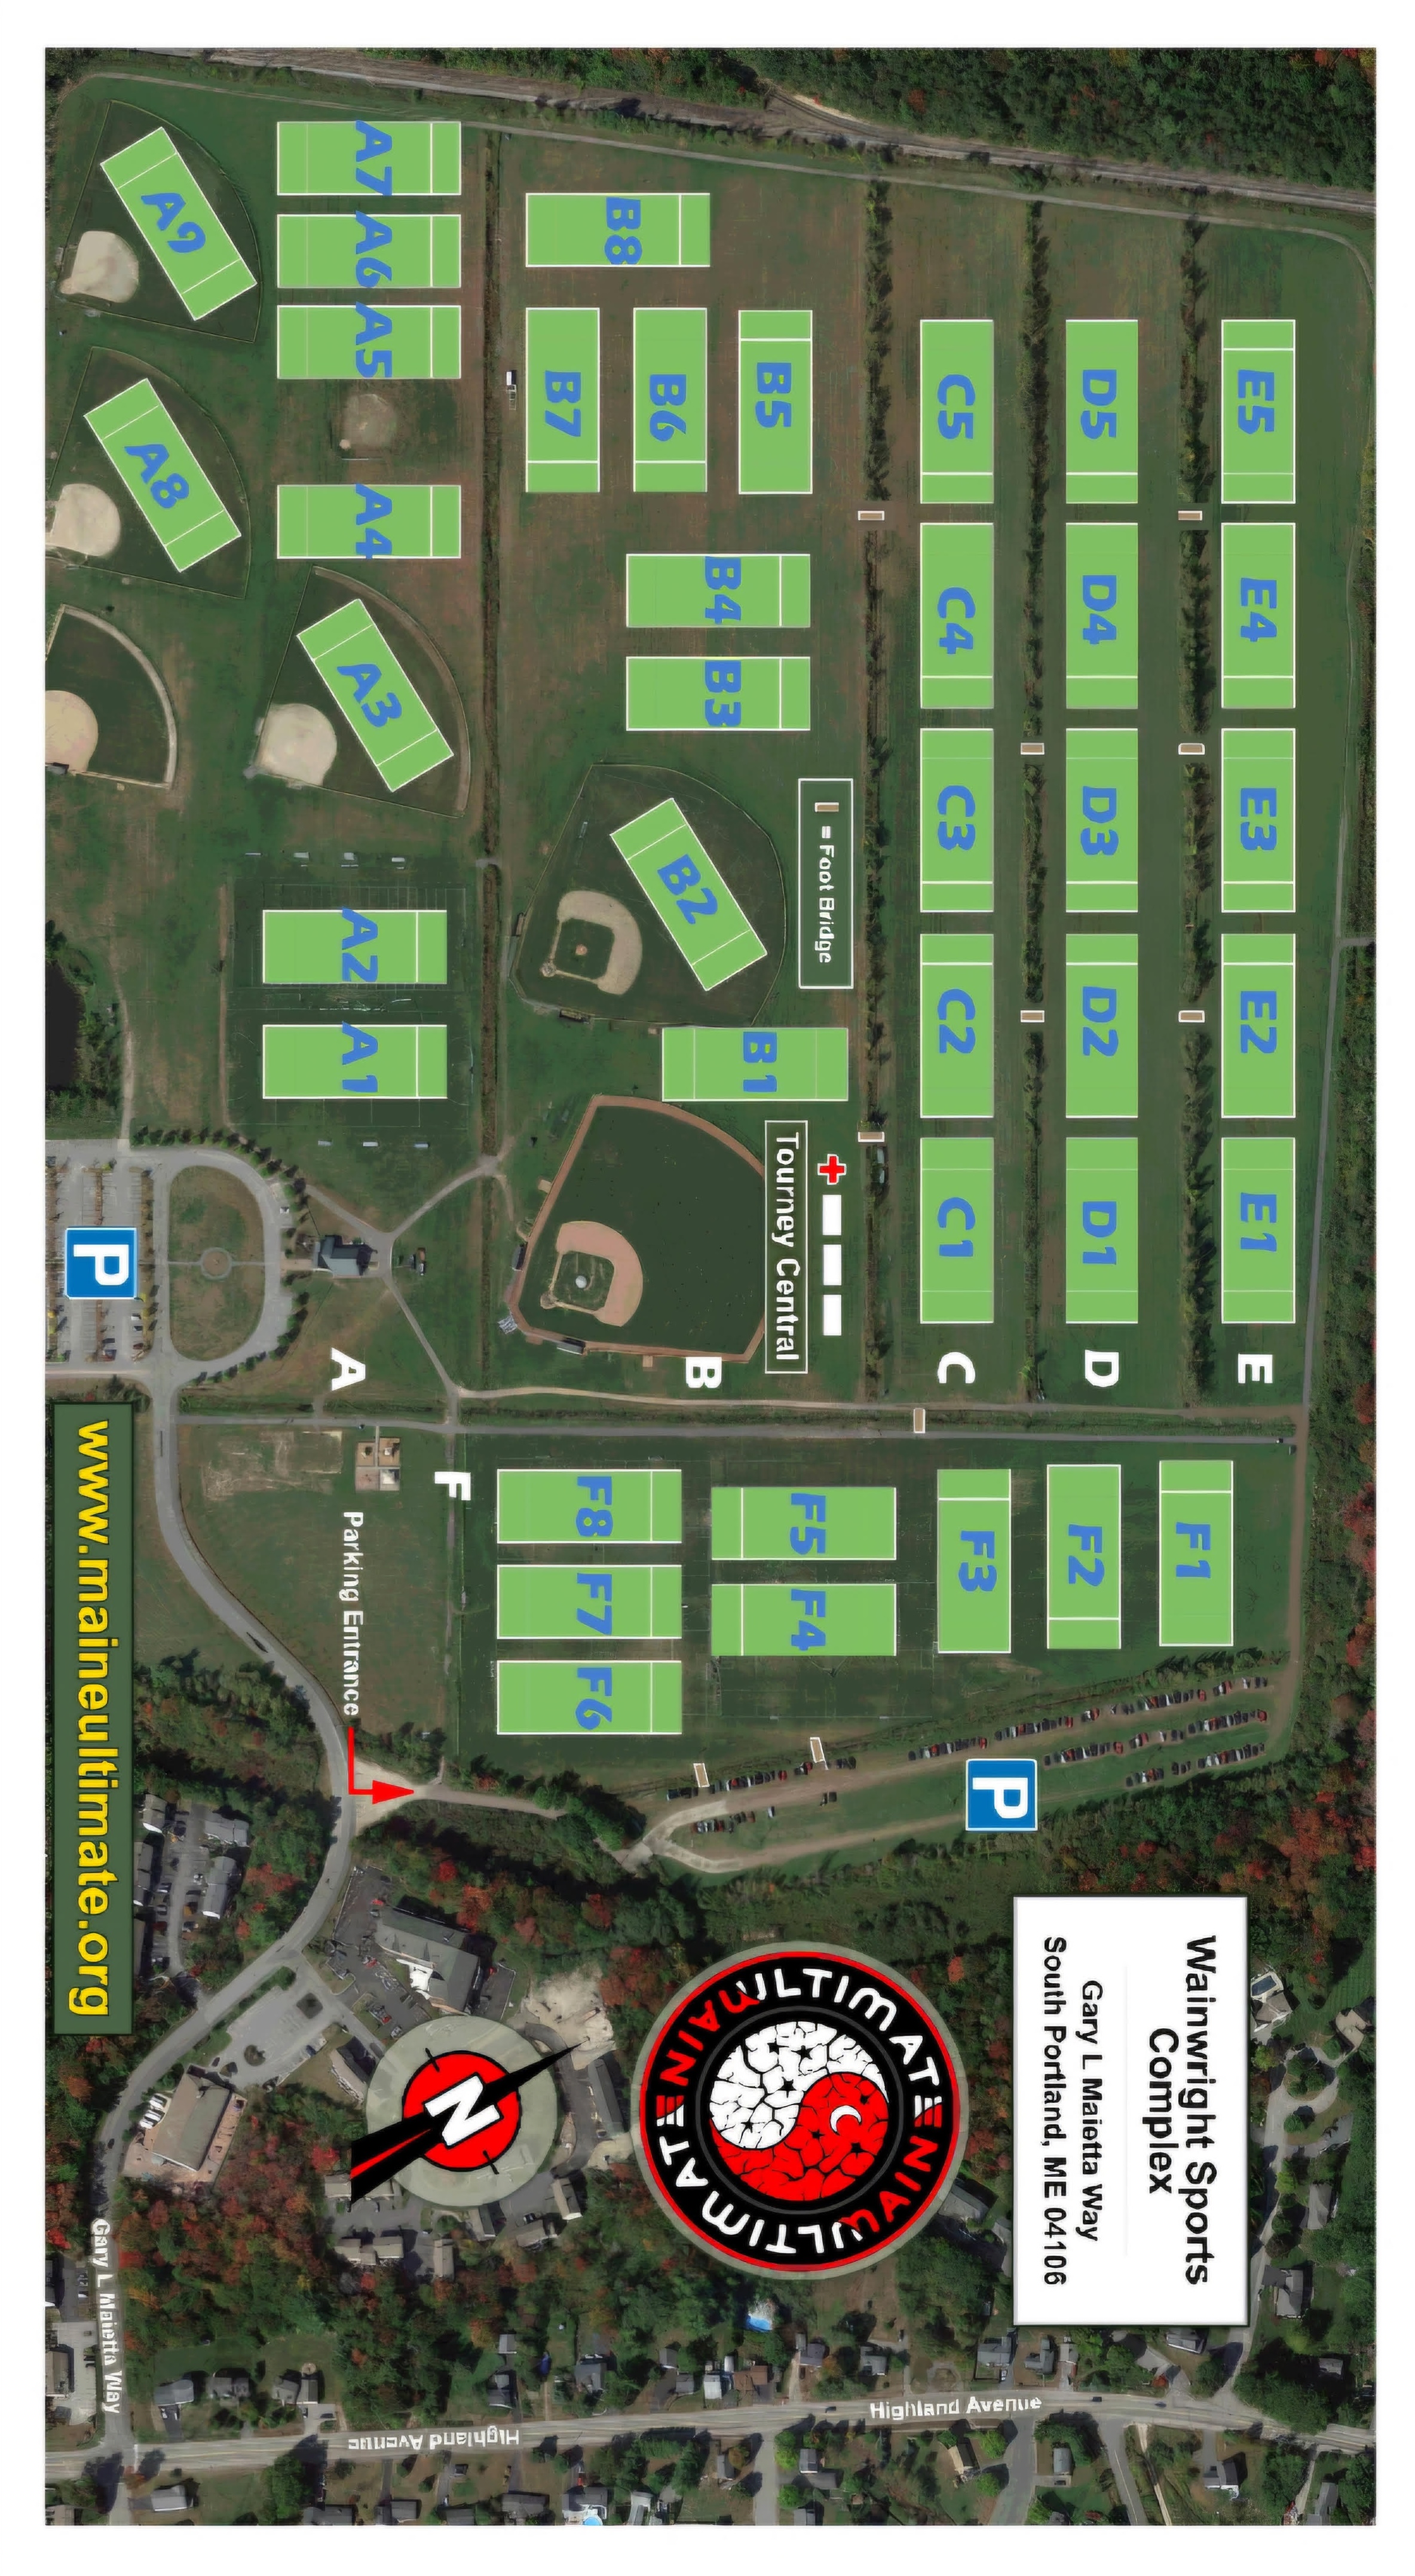 Wainwright Sports
Complex
Gary L Maietta Way
South Portland, ME 04106
E5
E4
E3
E2
E1
E
D5
D4
D3
D2
D1
D
C5
C4
C3
C2
C1
C
F1
F2
F3
= Foot Bridge
Tourney Central
B5
B4
B3
B2
B1
B
B8
B6
B7
F5
F4
F8
F7
F6
F
P
A7
A6
A5
A4
A3
A2
A1
A
Parking Entrance
A9
A8
P
www.maineultimate.org
MAINE ULTIMATE
MAINE ULTIMATE
N
Highland Avenue
Highland Avenue
Gary L Maietta Way